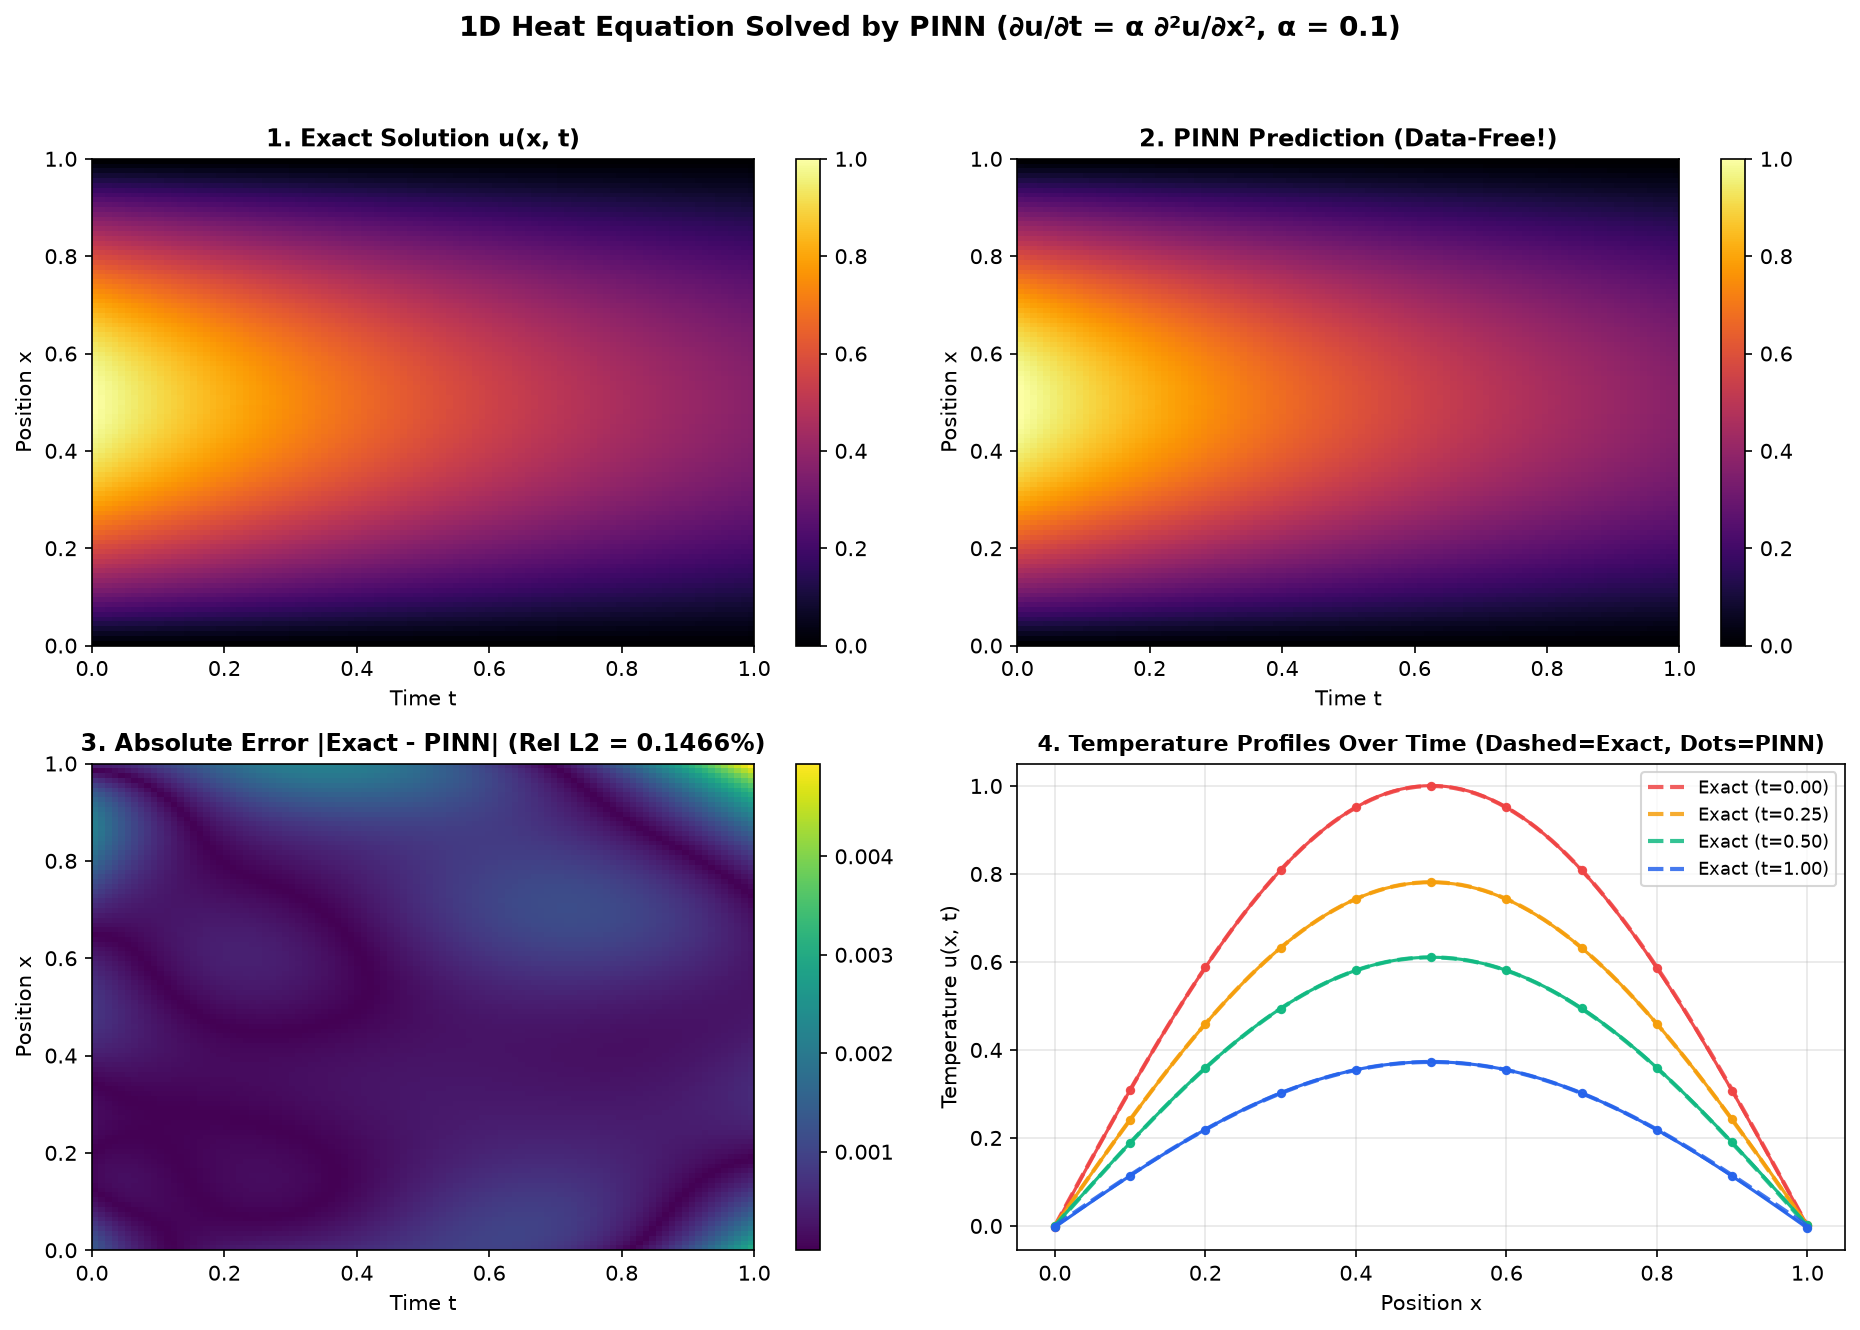 1D Heat Equation Solved by PINN (∂u/∂t = α ∂²u/∂x², α = 0.1)
1. Exact Solution u(x, t)
1.0
0.8
0.6
0.4
0.2
0.0
Position x
0.0 0.2 0.4 0.6 0.8 1.0
Time t
1.0
0.8
0.6
0.4
0.2
0.0
2. PINN Prediction (Data-Free!)
1.0
0.8
0.6
0.4
0.2
0.0
Position x
0.0 0.2 0.4 0.6 0.8 1.0
Time t
1.0
0.8
0.6
0.4
0.2
0.0
3. Absolute Error |Exact - PINN| (Rel L2 = 0.1466%)
1.0
0.8
0.6
0.4
0.2
0.0
Position x
0.0 0.2 0.4 0.6 0.8 1.0
Time t
0.004
0.003
0.002
0.001
4. Temperature Profiles Over Time (Dashed=Exact, Dots=PINN)
1.0
0.8
0.6
0.4
0.2
0.0
Temperature u(x, t)
Exact (t=0.00)
Exact (t=0.25)
Exact (t=0.50)
Exact (t=1.00)
0.0 0.2 0.4 0.6 0.8 1.0
Position x